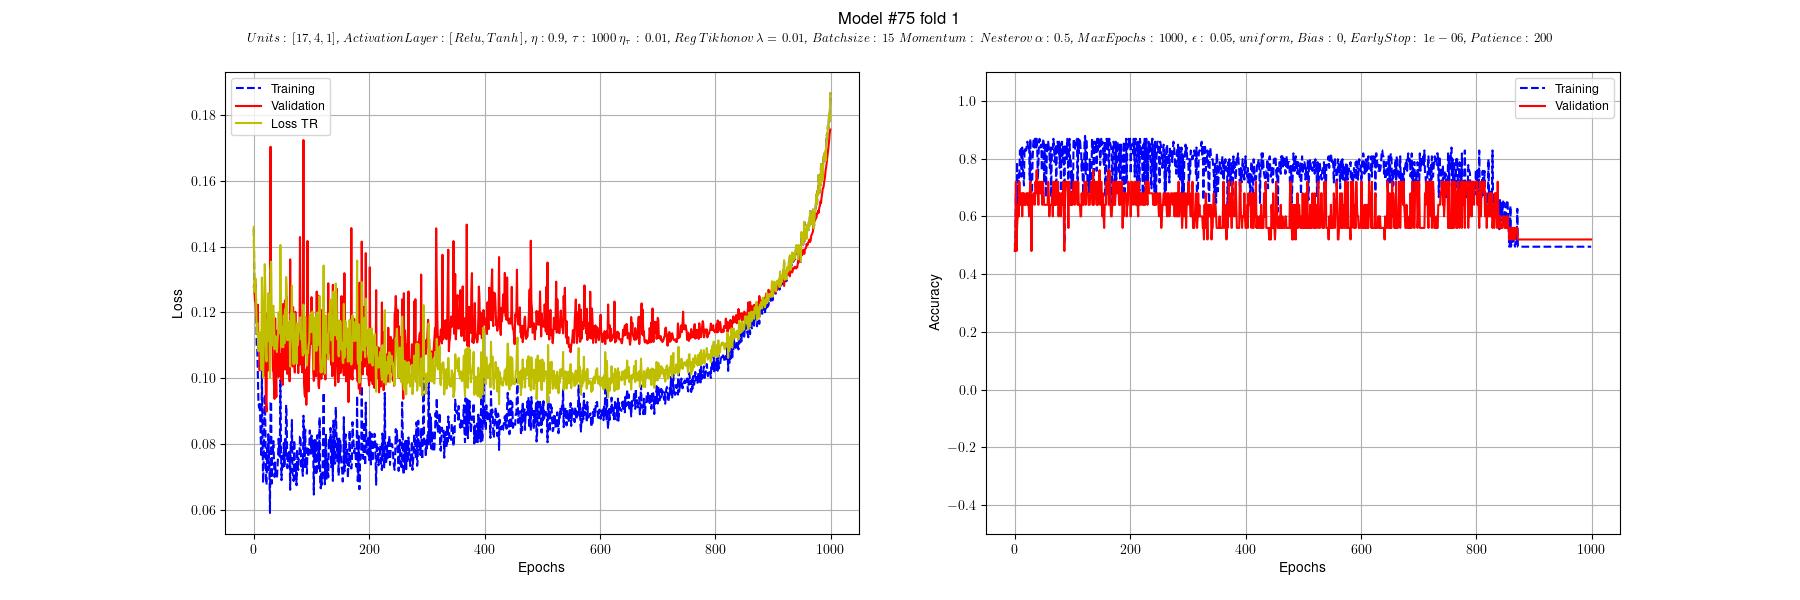 Model #75 fold 1
Units : [17, 4, 1], ActivationLayer : [Relu, Tanh], η : 0.9, τ : 1000 η_τ : 0.01, Reg Tikhonov λ = 0.01, Batchsize : 15 Momentum : Nesterov α : 0.5, MaxEpochs : 1000, ϵ : 0.05, uniform, Bias : 0, EarlyStop : 1e − 06, Patience : 200
Training
Validation
Loss TR
0.18
0.16
0.14
0.12
0.10
0.08
0.06
Loss
0 200 400 600 800 1000
Epochs
Training
Validation
1.0
0.8
0.6
0.4
0.2
0.0
−0.2
−0.4
Accuracy
0 200 400 600 800 1000
Epochs